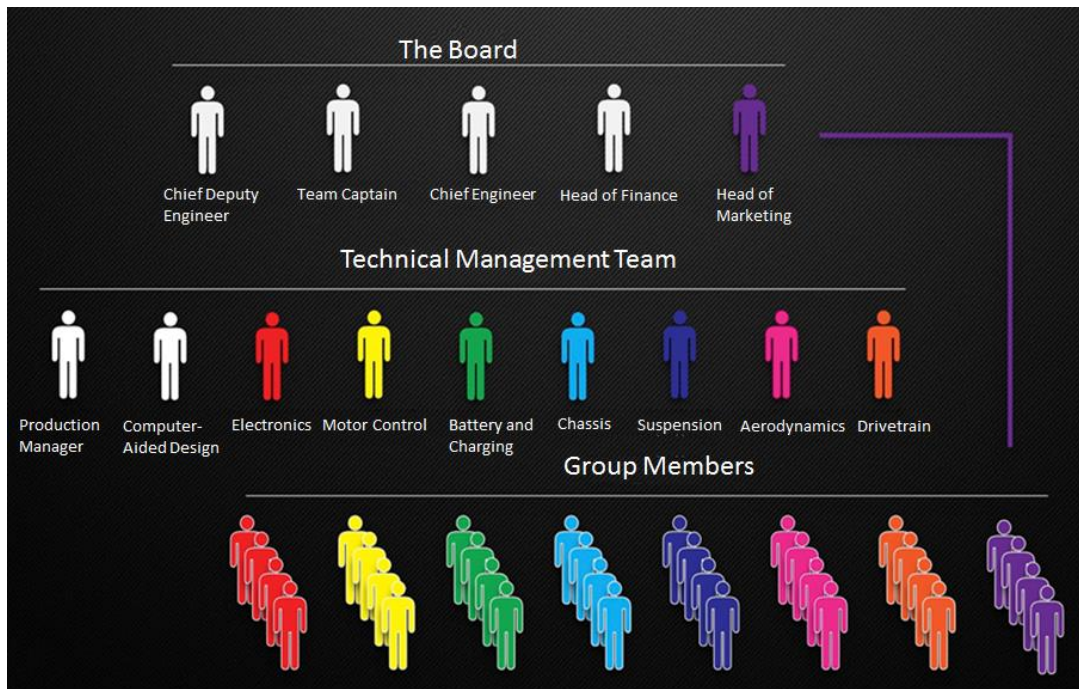 The Board
Chief Deputy
Engineer
Team Captain
Chief Engineer
Head of Finance
Head of
Marketing
Technical Management Team
Production
Manager
Computer-
Aided Design
Electronics
Motor Control
Battery and
Charging
Chassis
Suspension
Aerodynamics
Drivetrain
Group Members